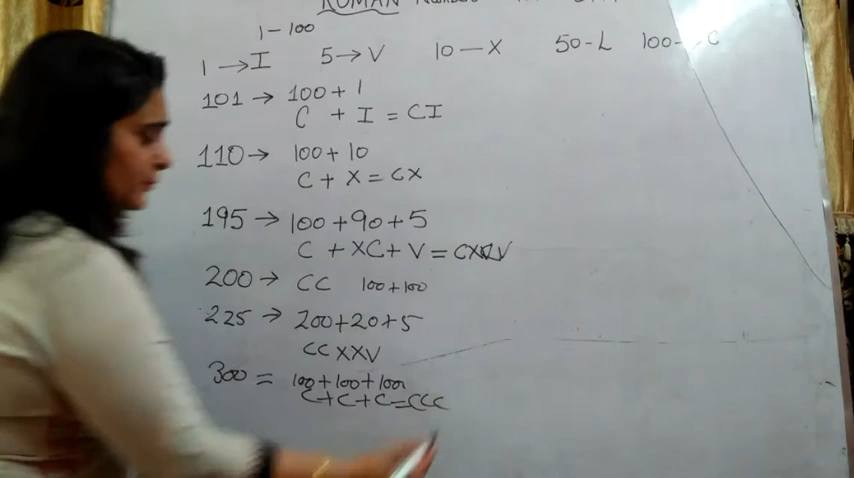 ROMAN
1-100
1 → I 5 → V 10 — X 50-L 100- C
101 → 100+1
C + I = CI
110 → 100+10
C + X = CX
195 → 100+90+5
C + XC+ V = CXCV
200 → CC 100+100
225 → 200+20+5
CCXXV
300 = 100+100+100
C+C+C=CCC